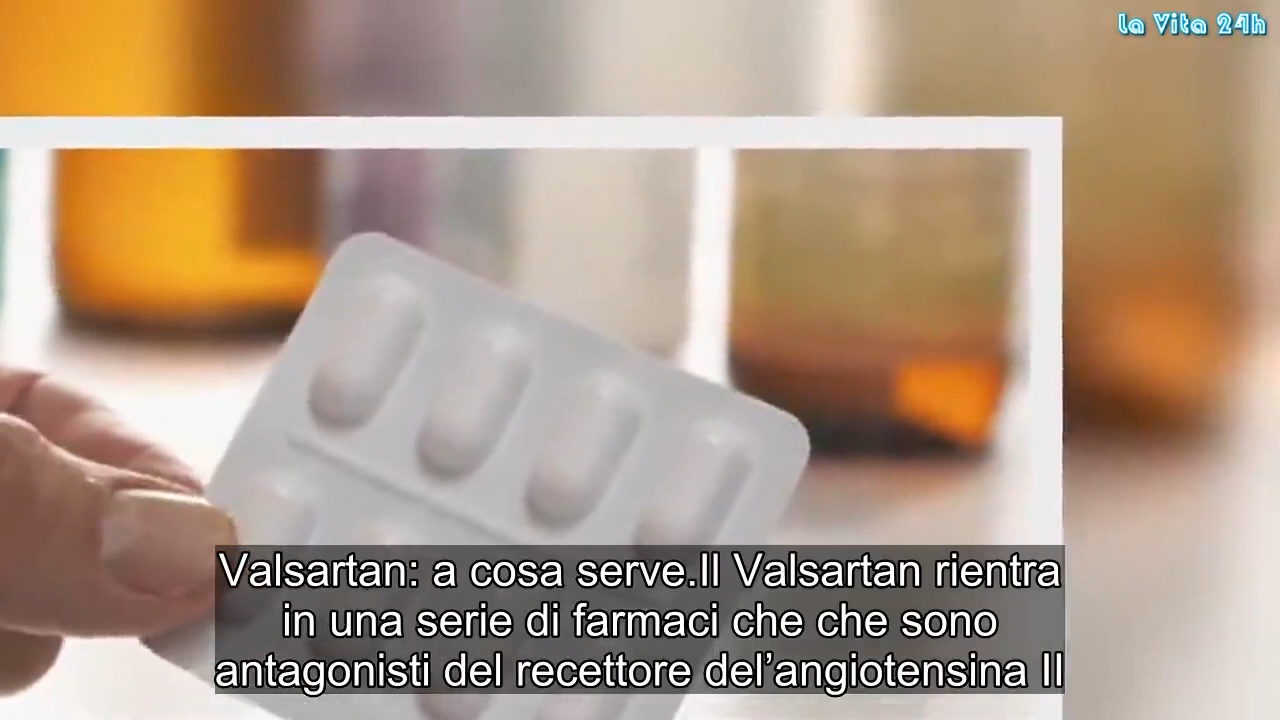 La Vita 24h
Valsartan: a cosa serve.Il Valsartan rientra
in una serie di farmaci che che sono
antagonisti del recettore del’angiotensina II